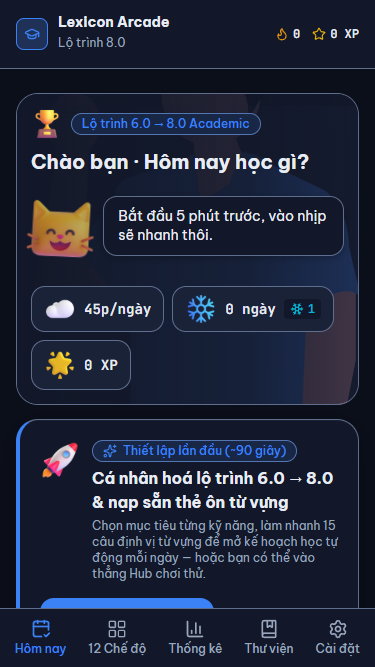 Lexicon Arcade
Lộ trình 8.0
0
0 XP
Lộ trình 6.0→8.0 Academic
Chào bạn · Hôm nay học gì?
Bắt đầu 5 phút trước, vào nhịp
sẽ nhanh thôi.
45p/ngày
0 ngày
1
0 XP
Thiết lập lần đầu (~90 giây)
Cá nhân hoá lộ trình 6.0→8.0
& nạp sẵn thẻ ôn từ vựng
Chọn mục tiêu từng kỹ năng, làm nhanh 15
câu định vị từ vựng để mở kế hoạch học tự
động mỗi ngày — hoặc bạn có thể vào
thẳng Hub chơi thử.
Hôm nay
12 Chế độ
Thống kê
Thư viện
Cài đặt